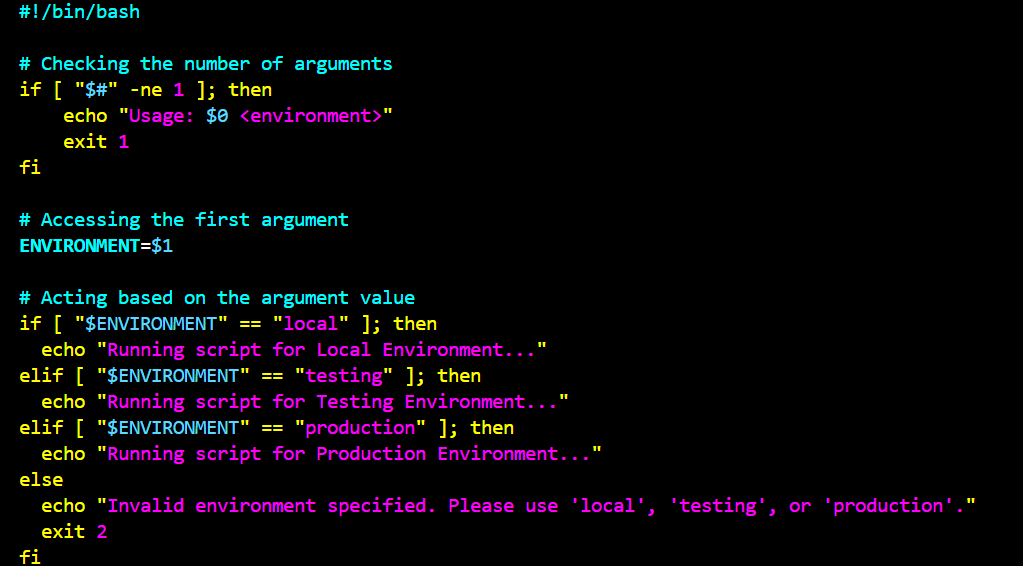 #!/bin/bash

# Checking the number of arguments
if [ "$#" -ne 1 ]; then
    echo "Usage: $0 <environment>"
    exit 1
fi

# Accessing the first argument
ENVIRONMENT=$1

# Acting based on the argument value
if [ "$ENVIRONMENT" == "local" ]; then
  echo "Running script for Local Environment..."
elif [ "$ENVIRONMENT" == "testing" ]; then
  echo "Running script for Testing Environment..."
elif [ "$ENVIRONMENT" == "production" ]; then
  echo "Running script for Production Environment..."
else
  echo "Invalid environment specified. Please use 'local', 'testing', or 'production'."
  exit 2
fi